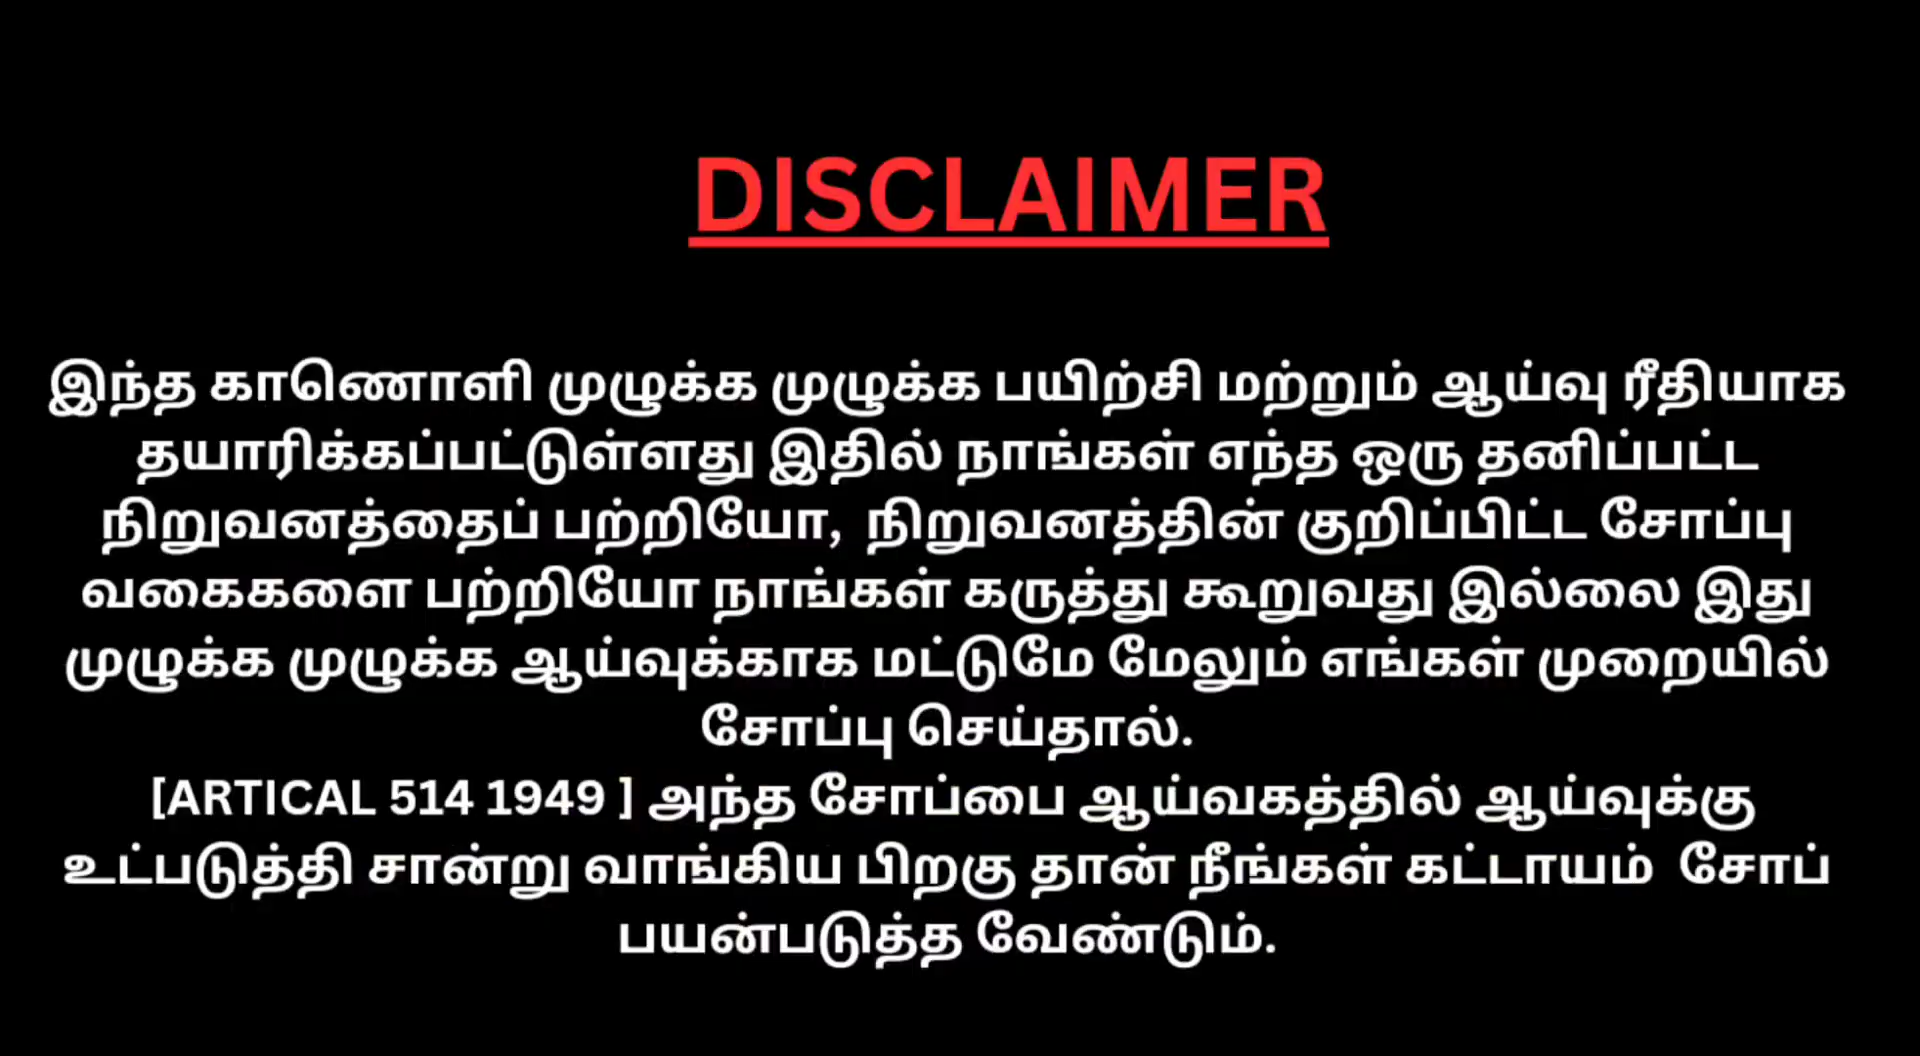 DISCLAIMER
இந்த காணொளி முழுக்க முழுக்க பயிற்சி மற்றும் ஆய்வு ரீதியாக
தயாரிக்கப்பட்டுள்ளது இதில் நாங்கள் எந்த ஒரு தனிப்பட்ட
நிறுவனத்தைப் பற்றியோ, நிறுவனத்தின் குறிப்பிட்ட சோப்பு
வகைகளை பற்றியோ நாங்கள் கருத்து கூறுவது இல்லை இது
முழுக்க முழுக்க ஆய்வுக்காக மட்டுமே மேலும் எங்கள் முறையில்
சோப்பு செய்தால்.
[ARTICAL 514 1949 ] அந்த சோப்பை ஆய்வகத்தில் ஆய்வுக்கு
உட்படுத்தி சான்று வாங்கிய பிறகு தான் நீங்கள் கட்டாயம் சோப்
பயன்படுத்த வேண்டும்.